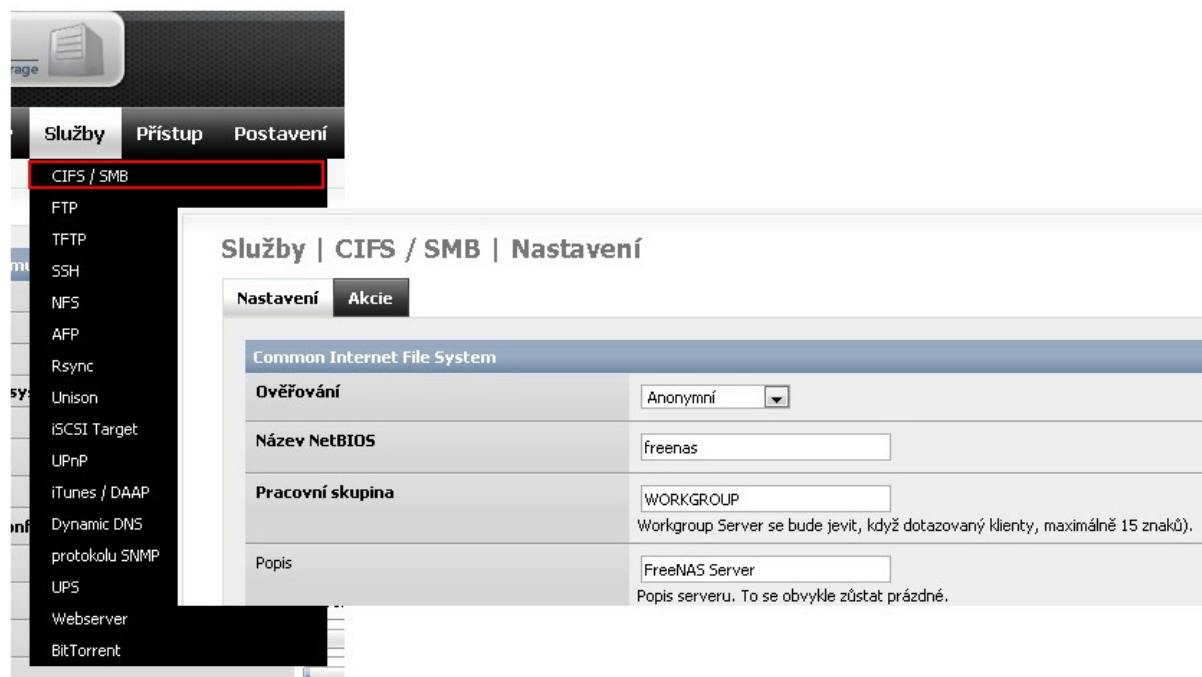 rage
Služby Přístup Postavení
CIFS / SMB
FTP
TFTP
SSH
NFS
AFP
Rsync
Unison
iSCSI Target
UPnP
iTunes / DAAP
Dynamic DNS
protokolu SNMP
UPS
Webserver
BitTorrent
Služby | CIFS / SMB | Nastavení
Nastavení Akcie
Common Internet File System
Ověřování Anonymní
Název NetBIOS freenas
Pracovní skupina WORKGROUP
Workgroup Server se bude jevit, když dotazovaný klienty, maximálně 15 znaků).
Popis FreeNAS Server
Popis serveru. To se obvykle zůstat prázdné.